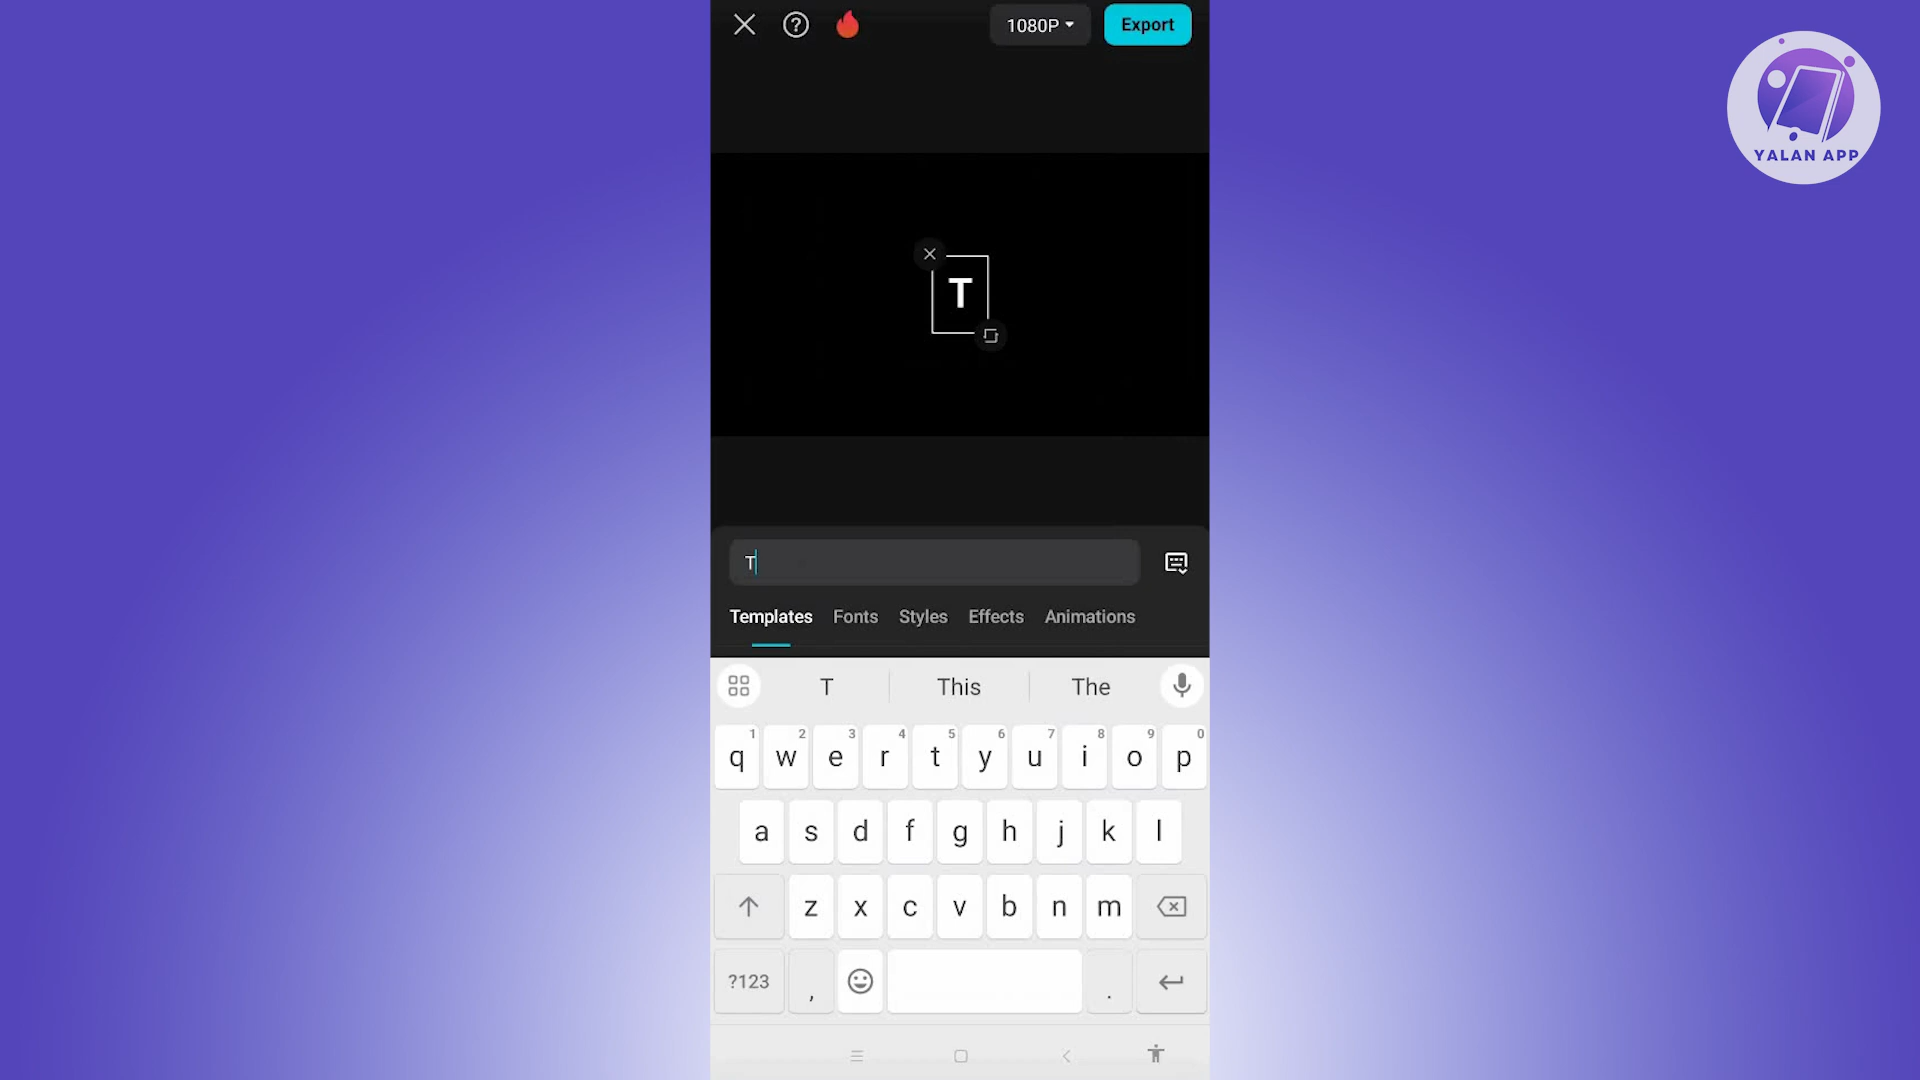 1080P
Export
YALAN APP
T
T
Templates Fonts Styles Effects Animations
T This The
1 2 3 4 5 6 7 8 9 0
q w e r t y u i o p
a s d f g h j k l
z x c v b n m
?123 , .